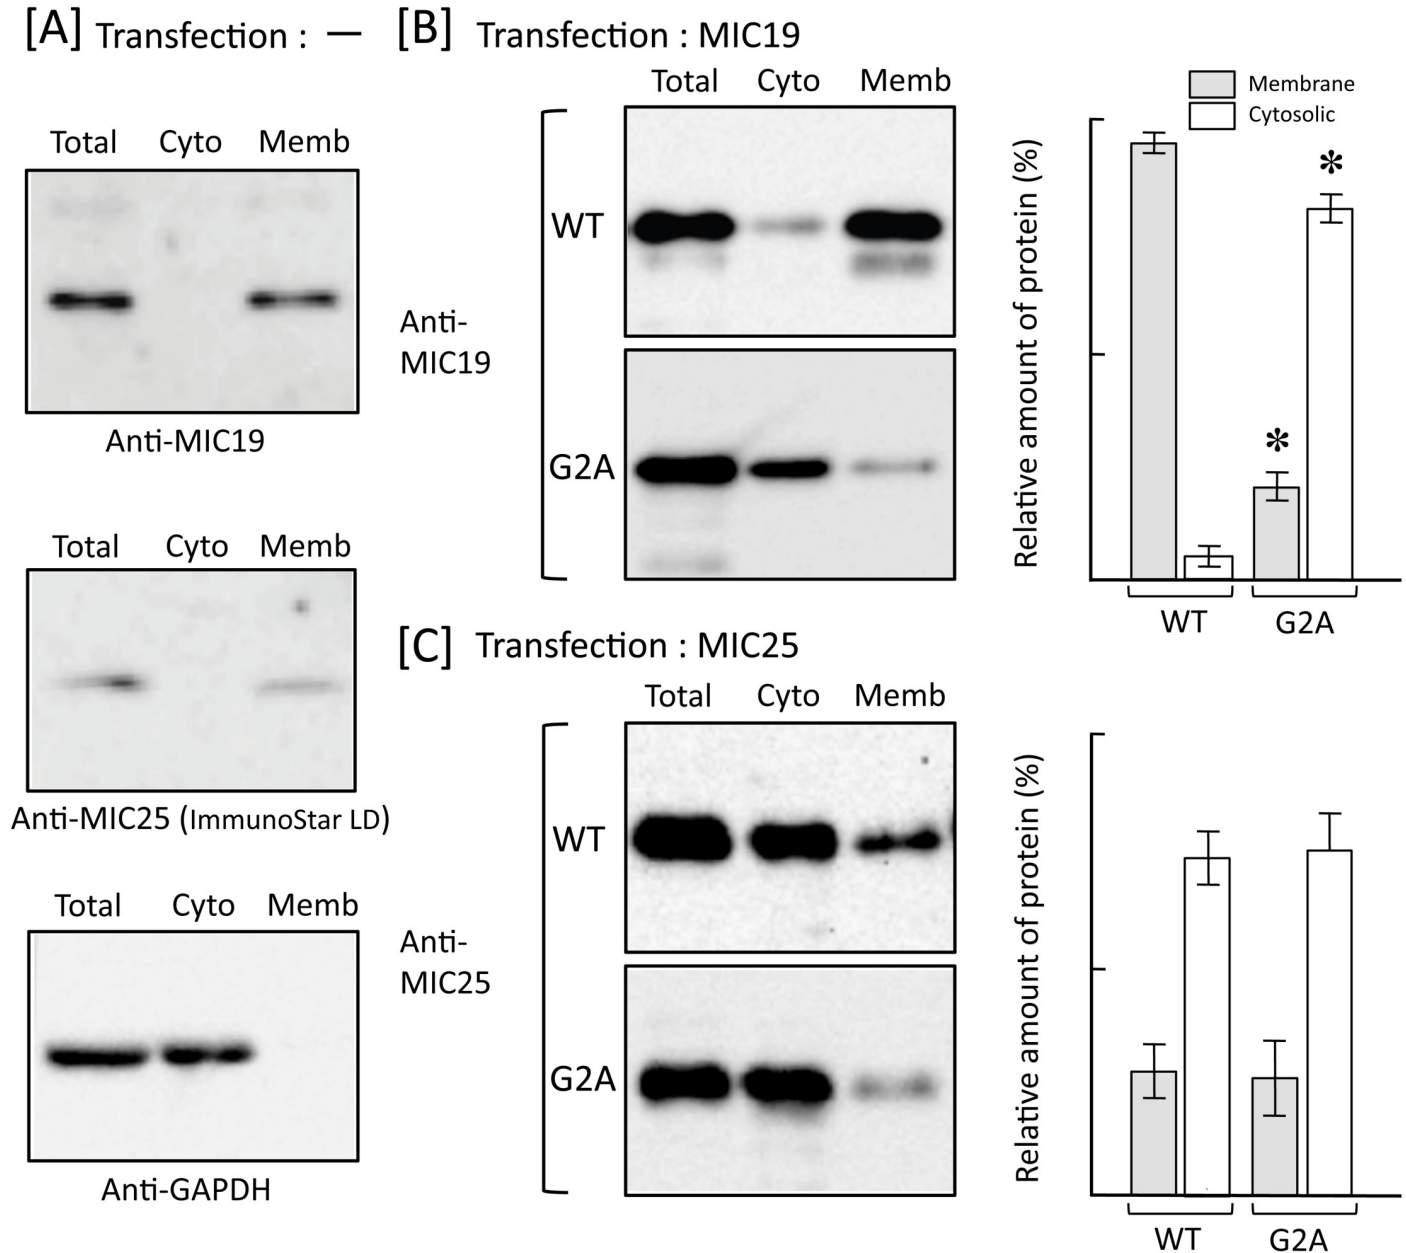 [A] Transfection : —
Total Cyto Memb
Anti-MIC19
Total Cyto Memb
Anti-MIC25 (ImmunoStar LD)
Total Cyto Memb
Anti-GAPDH
[B] Transfection : MIC19
Total Cyto Memb
WT
Anti-
MIC19
G2A
Membrane
Cytosolic
Relative amount of protein (%)
*
*
WT G2A
[C] Transfection : MIC25
Total Cyto Memb
WT
Anti-
MIC25
G2A
Relative amount of protein (%)
WT G2A